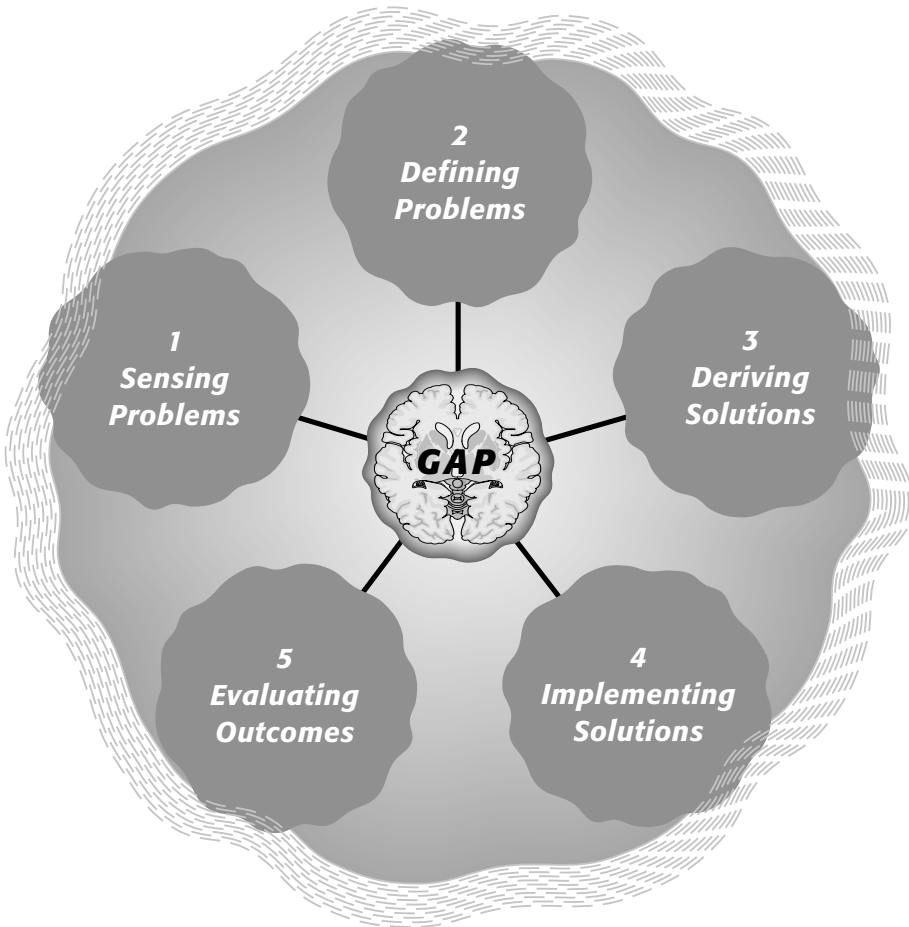 1
Sensing
Problems
2
Defining
Problems
3
Deriving
Solutions
4
Implementing
Solutions
5
Evaluating
Outcomes
GAP